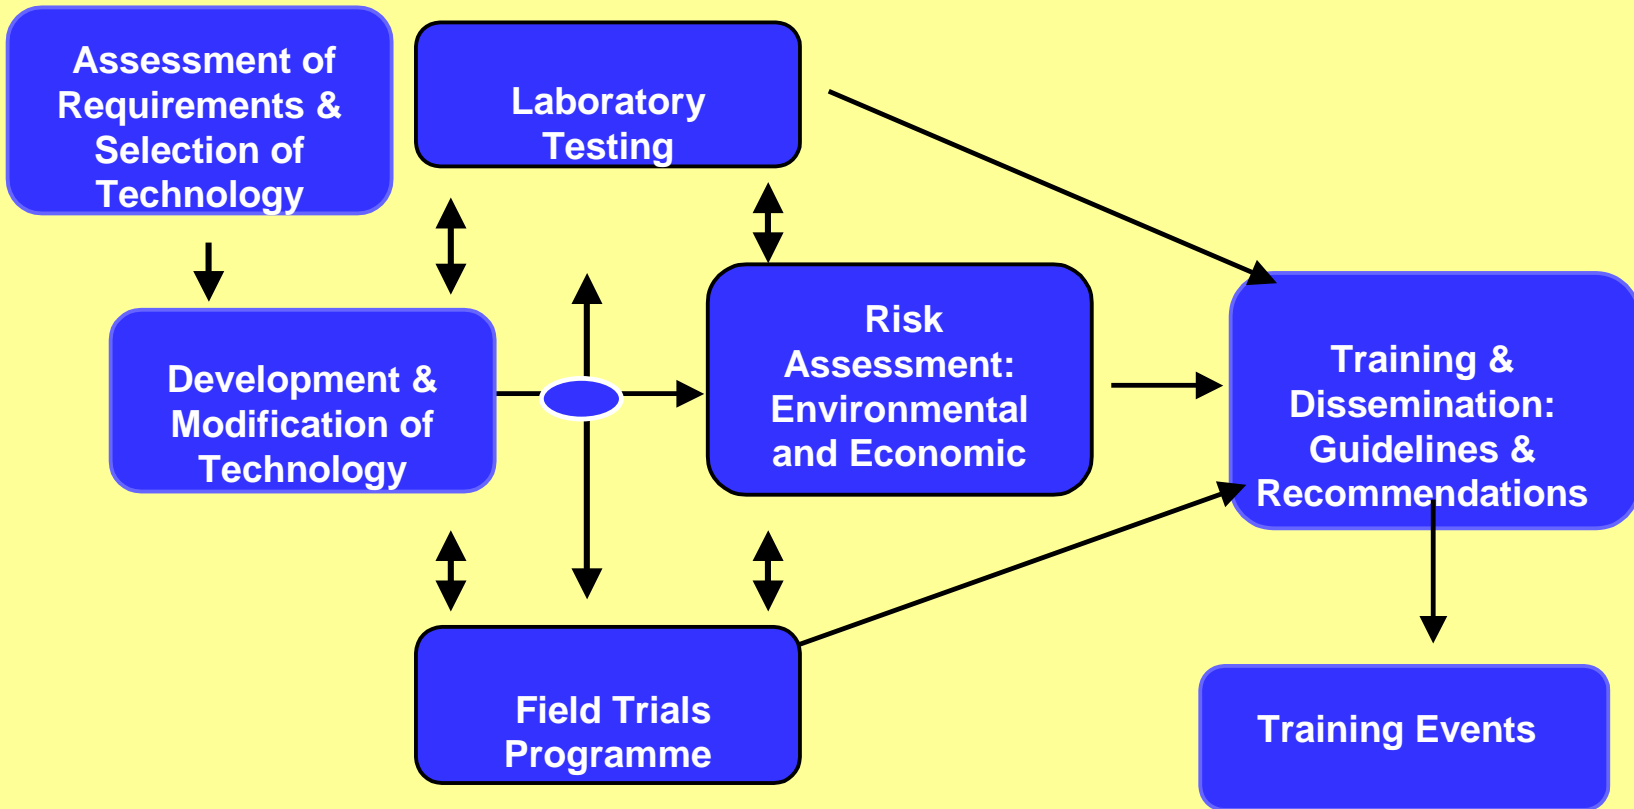 Assessment of
Requirements &
Selection of
Technology
Laboratory
Testing
Development &
Modification of
Technology
Risk
Assessment:
Environmental
and Economic
Training &
Dissemination:
Guidelines &
Recommendations
Field Trials
Programme
Training Events